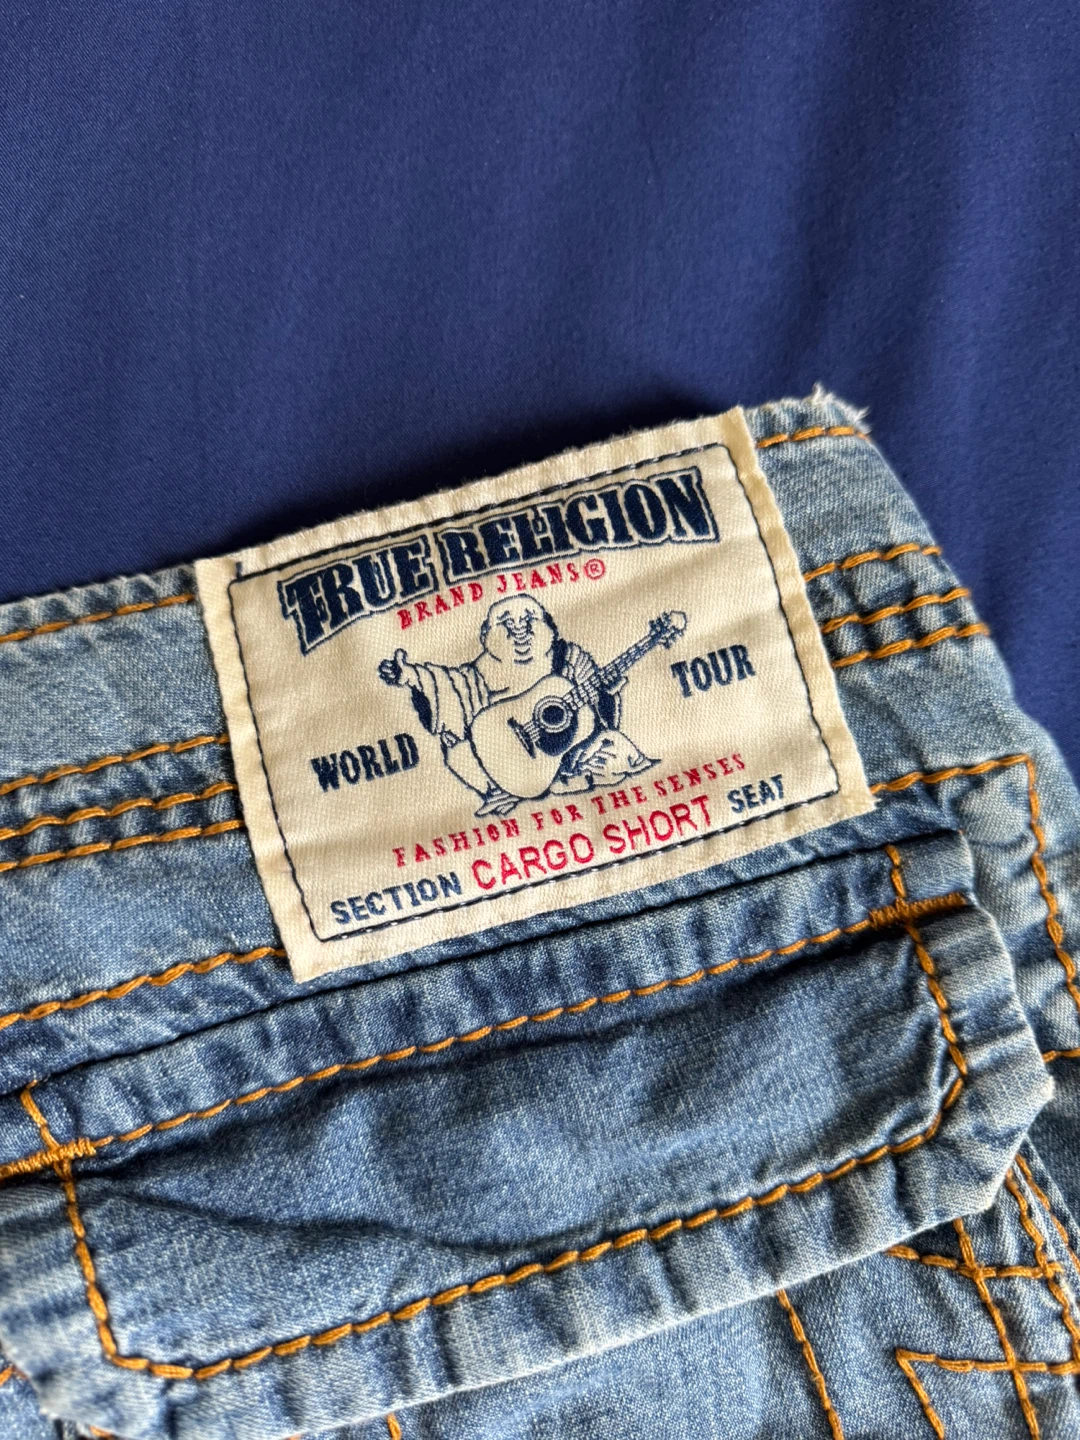 TRUE RELIGION
BRAND JEANS®
WORLD TOUR
FASHION FOR THE SENSES
SECTION CARGO SHORT SEAT